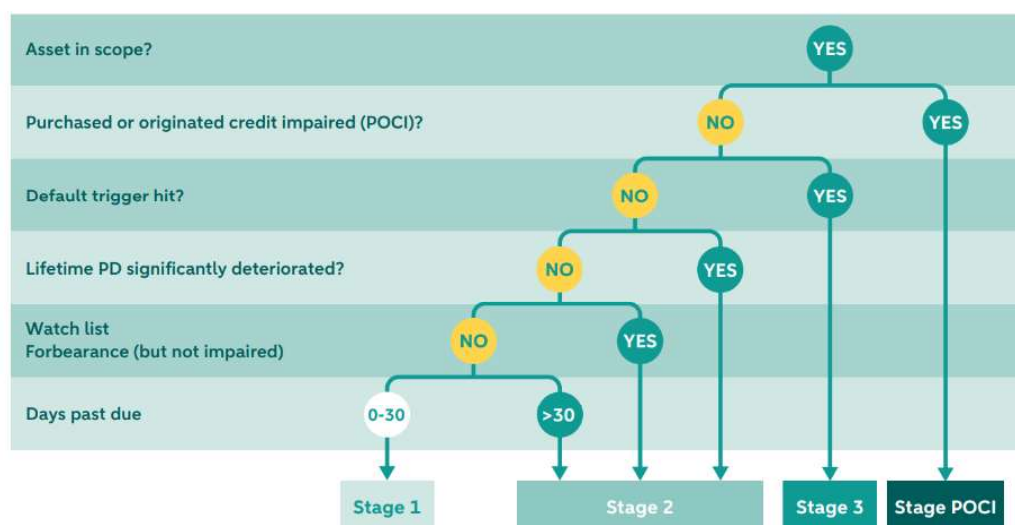 Asset in scope?
YES
Purchased or originated credit impaired (POCI)?
NO
YES
Default trigger hit?
NO
YES
Lifetime PD significantly deteriorated?
NO
YES
Watch list
Forbearance (but not impaired)
NO
YES
Days past due
0-30
>30
Stage 1
Stage 2
Stage 3
Stage POCI